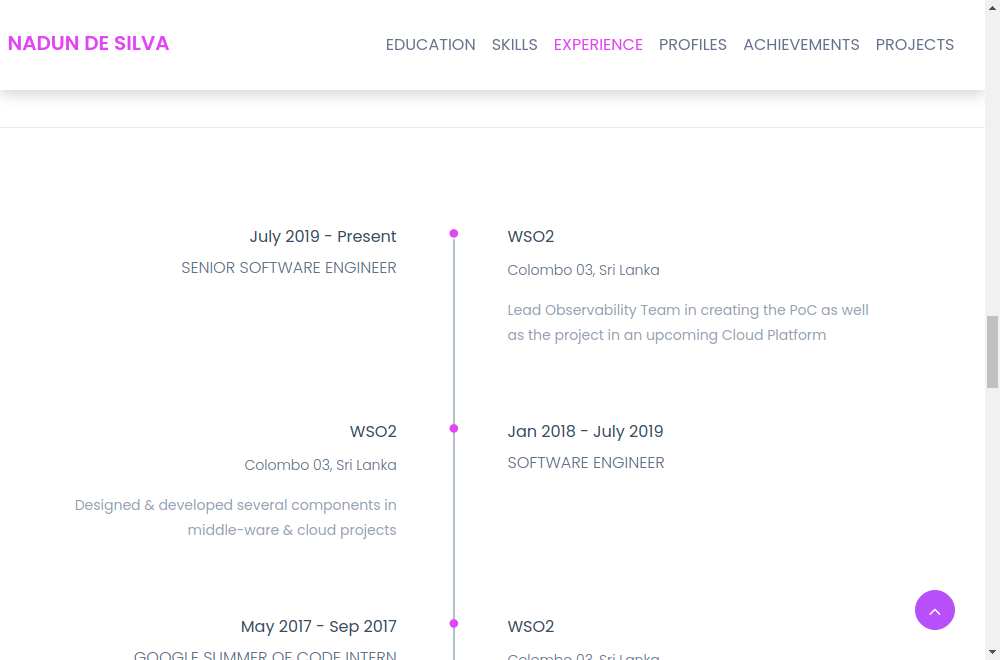 NADUN DE SILVA
EDUCATION SKILLS EXPERIENCE PROFILES ACHIEVEMENTS PROJECTS
July 2019 - Present
SENIOR SOFTWARE ENGINEER
WSO2
Colombo 03, Sri Lanka
Lead Observability Team in creating the PoC as well
as the project in an upcoming Cloud Platform
WSO2
Colombo 03, Sri Lanka
Designed & developed several components in
middle-ware & cloud projects
Jan 2018 - July 2019
SOFTWARE ENGINEER
May 2017 - Sep 2017
GOOGLE SUMMER OF CODE INTERN
WSO2
Colombo 03, Sri Lanka